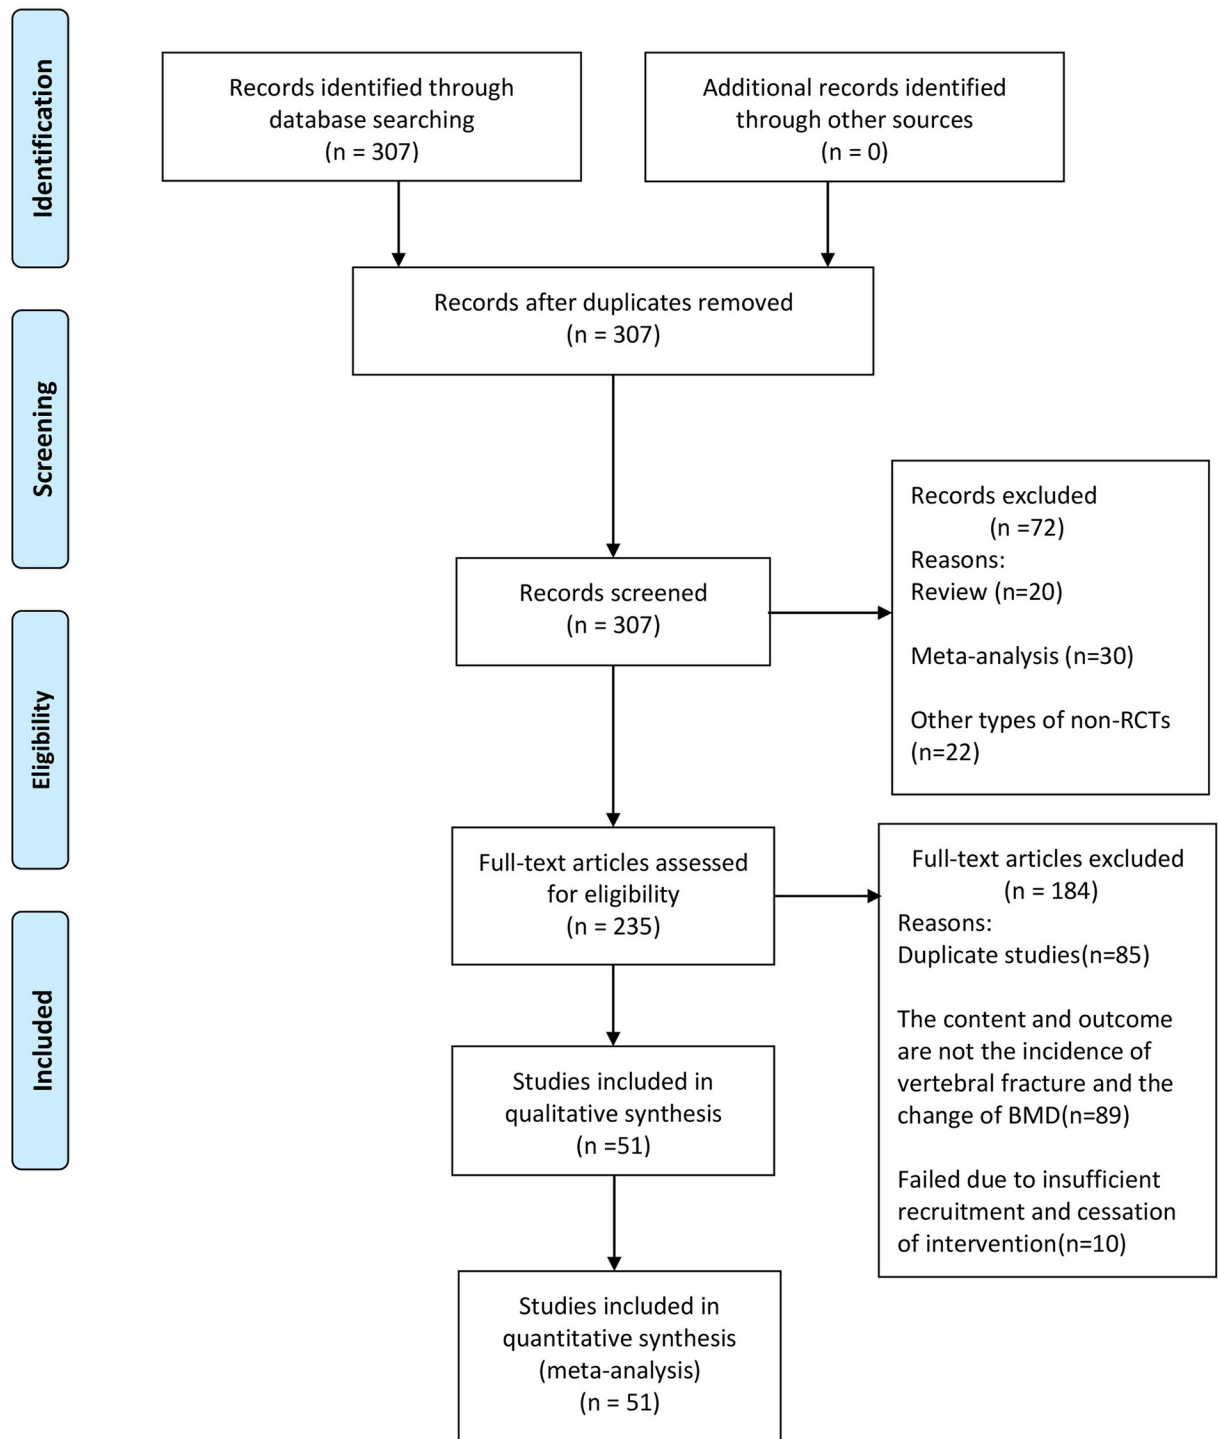 Identification
Records identified through
database searching
(n = 307)
Additional records identified
through other sources
(n = 0)
Records after duplicates removed
(n = 307)
Screening
Records screened
(n = 307)
Records excluded
(n =72)
Reasons:
Review (n=20)
Meta-analysis (n=30)
Other types of non-RCTs
(n=22)
Eligibility
Full-text articles assessed
for eligibility
(n = 235)
Full-text articles excluded
(n = 184)
Reasons:
Duplicate studies(n=85)
The content and outcome
are not the incidence of
vertebral fracture and the
change of BMD(n=89)
Failed due to insufficient
recruitment and cessation
of intervention(n=10)
Included
Studies included in
qualitative synthesis
(n =51)
Studies included in
quantitative synthesis
(meta-analysis)
(n = 51)